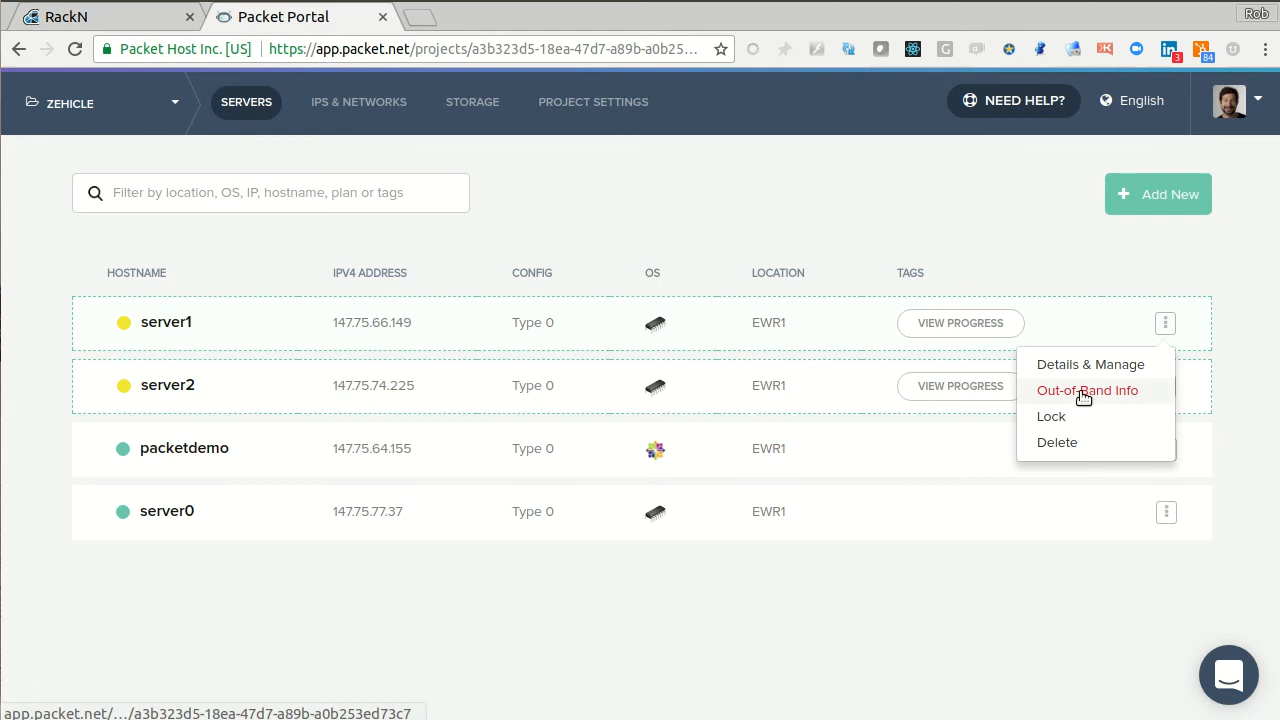 RackN
Packet Portal
Rob
Packet Host Inc. [US]
https://app.packet.net/projects/a3b323d5-18ea-47d7-a89b-a0b25...
3
84
ZEHICLE
SERVERS
IPS & NETWORKS
STORAGE
PROJECT SETTINGS
NEED HELP?
English
Filter by location, OS, IP, hostname, plan or tags
+ Add New
HOSTNAME IPV4 ADDRESS CONFIG OS LOCATION TAGS
server1 147.75.66.149 Type 0 EWR1 VIEW PROGRESS
server2 147.75.74.225 Type 0 EWR1 VIEW PROGRESS
packetdemo 147.75.64.155 Type 0 EWR1
server0 147.75.77.37 Type 0 EWR1
Details & Manage
Out-of-Band Info
Lock
Delete
app.packet.net/.../a3b323d5-18ea-47d7-a89b-a0b253ed73c7